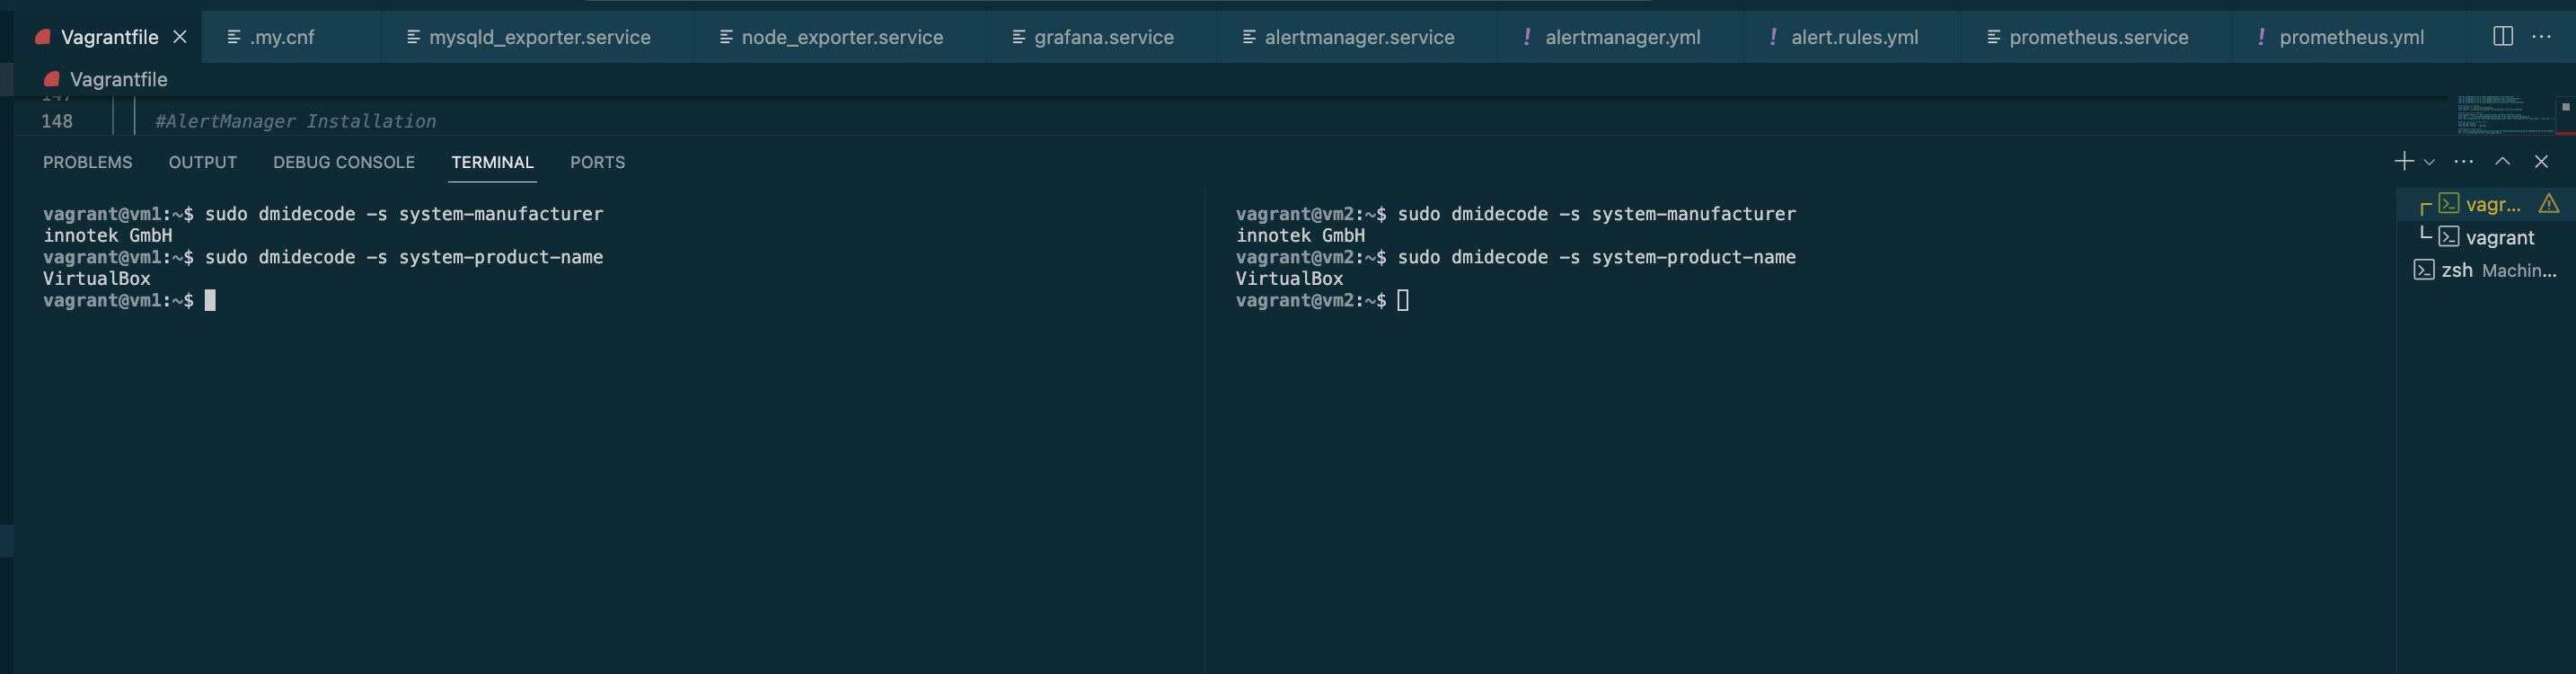 Vagrantfile
.my.cnf
mysqld_exporter.service
node_exporter.service
grafana.service
alertmanager.service
! alertmanager.yml
! alert.rules.yml
prometheus.service
! prometheus.yml
Vagrantfile
147
148 #AlertManager Installation
PROBLEMS OUTPUT DEBUG CONSOLE TERMINAL PORTS
vagrant@vm1:~$ sudo dmidecode -s system-manufacturer
innotek GmbH
vagrant@vm1:~$ sudo dmidecode -s system-product-name
VirtualBox
vagrant@vm1:~$
vagrant@vm2:~$ sudo dmidecode -s system-manufacturer
innotek GmbH
vagrant@vm2:~$ sudo dmidecode -s system-product-name
VirtualBox
vagrant@vm2:~$
vagr...
vagrant
zsh Machin...